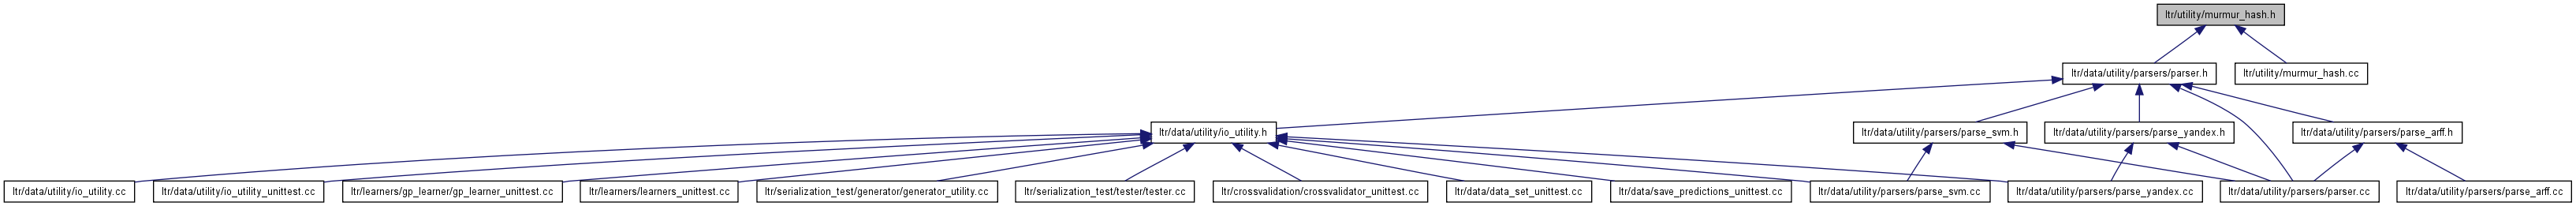 ltr/utility/murmur_hash.h
ltr/data/utility/parsers/parser.h
ltr/utility/murmur_hash.cc
ltr/data/utility/io_utility.h
ltr/data/utility/parsers/parse_svm.h
ltr/data/utility/parsers/parse_yandex.h
ltr/data/utility/parsers/parse_arff.h
ltr/data/utility/io_utility.cc
ltr/data/utility/io_utility_unittest.cc
ltr/learners/gp_learner/gp_learner_unittest.cc
ltr/learners/learners_unittest.cc
ltr/serialization_test/generator/generator_utility.cc
ltr/serialization_test/tester/tester.cc
ltr/crossvalidation/crossvalidator_unittest.cc
ltr/data/data_set_unittest.cc
ltr/data/save_predictions_unittest.cc
ltr/data/utility/parsers/parse_svm.cc
ltr/data/utility/parsers/parse_yandex.cc
ltr/data/utility/parsers/parser.cc
ltr/data/utility/parsers/parse_arff.cc